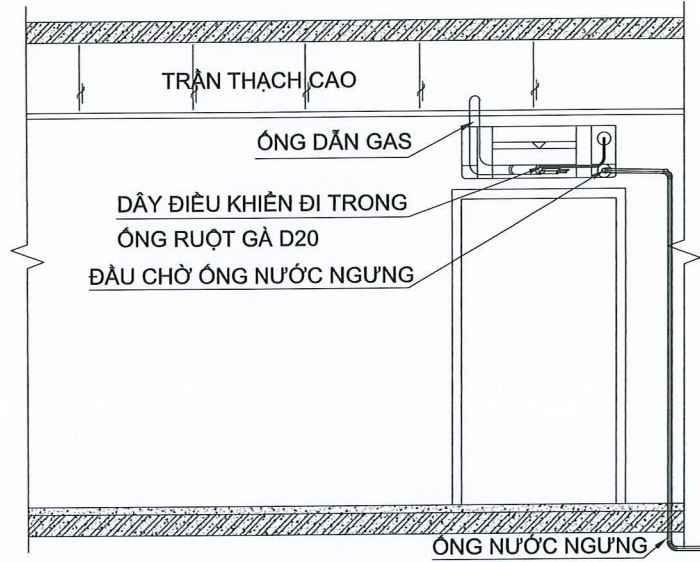 TRẦN THẠCH CAO
ỐNG DẪN GAS
DÂY ĐIỀU KHIỂN ĐI TRONG
ỐNG RUỘT GÀ D20
ĐẦU CHỜ ỐNG NƯỚC NGƯNG
ỐNG NƯỚC NGƯNG